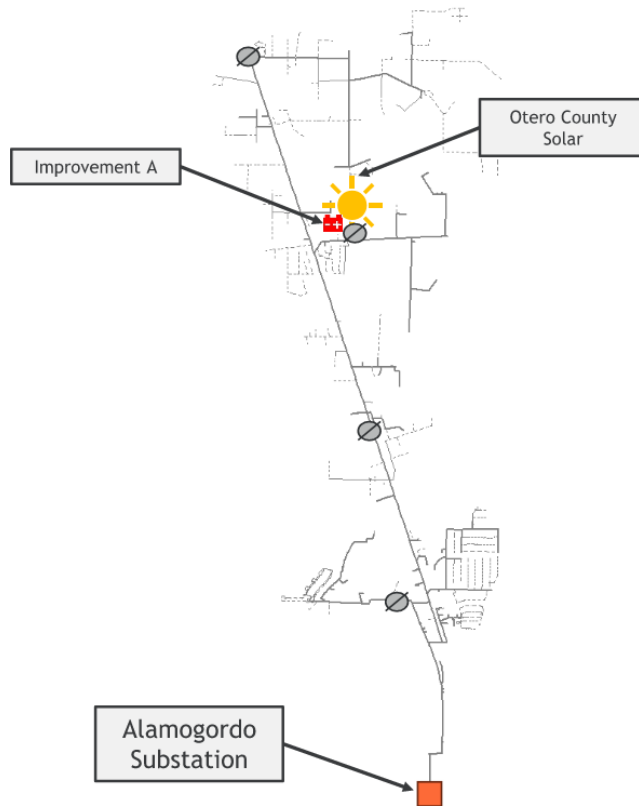 Otero County
Solar
Improvement A
Alamogordo
Substation